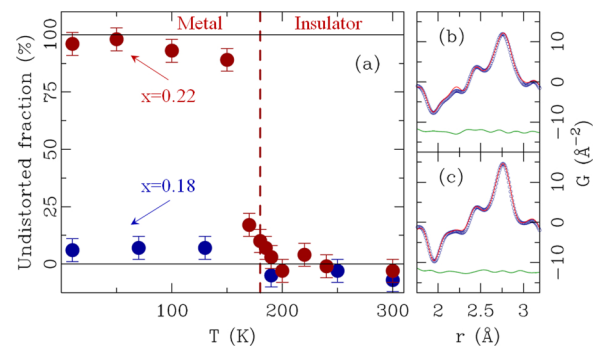 Metal Insulator
(a)
x=0.22
x=0.18
Undistorted fraction (%)
100
75
50
25
0
0 100 200 300
T (K)
(b)
10
0
−10
(c)
10
0
−10
G (Å⁻²)
2 2.5 3
r (Å)